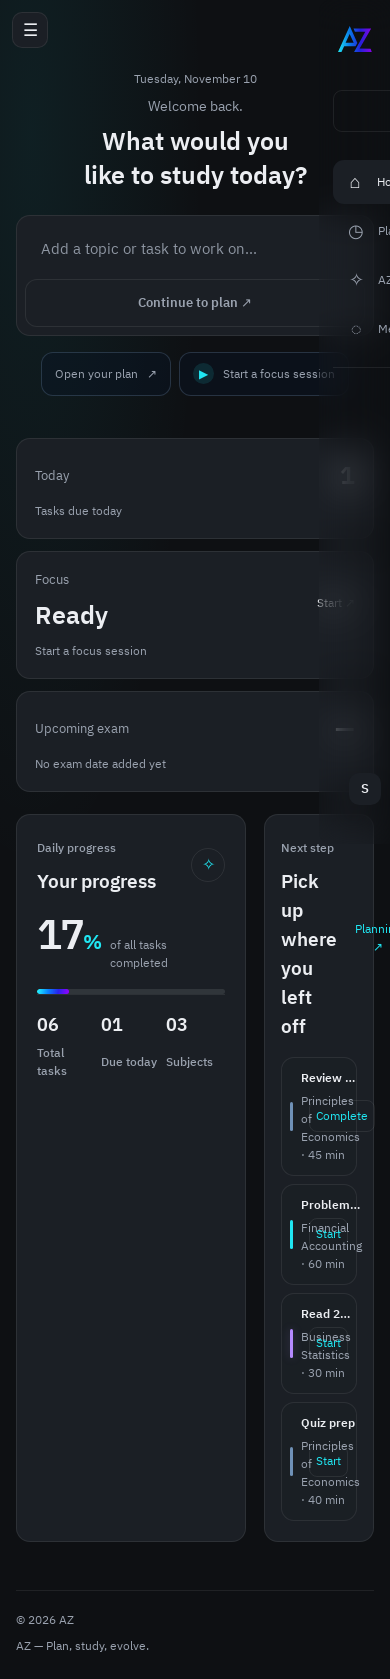 ☰
AZ
Tuesday, November 10
Welcome back.
What would you
like to study today?
Add a topic or task to work on...
Continue to plan ↗
Open your plan ↗
Start a focus session
Today
1
Tasks due today
Focus
Ready
Start ↗
Start a focus session
Upcoming exam
—
No exam date added yet
S
Daily progress
Your progress
17%
of all tasks
completed
06
Total
tasks
01
Due today
03
Subjects
Next step
Pick
up
where
you
left
off
↗
Review ...
Principles
of
Economics
· 45 min
Complete
Problem...
Financial
Accounting
· 60 min
Start
Read 2...
Business
Statistics
· 30 min
Start
Quiz prep
Principles
of
Economics
· 40 min
Start
© 2026 AZ
AZ — Plan, study, evolve.